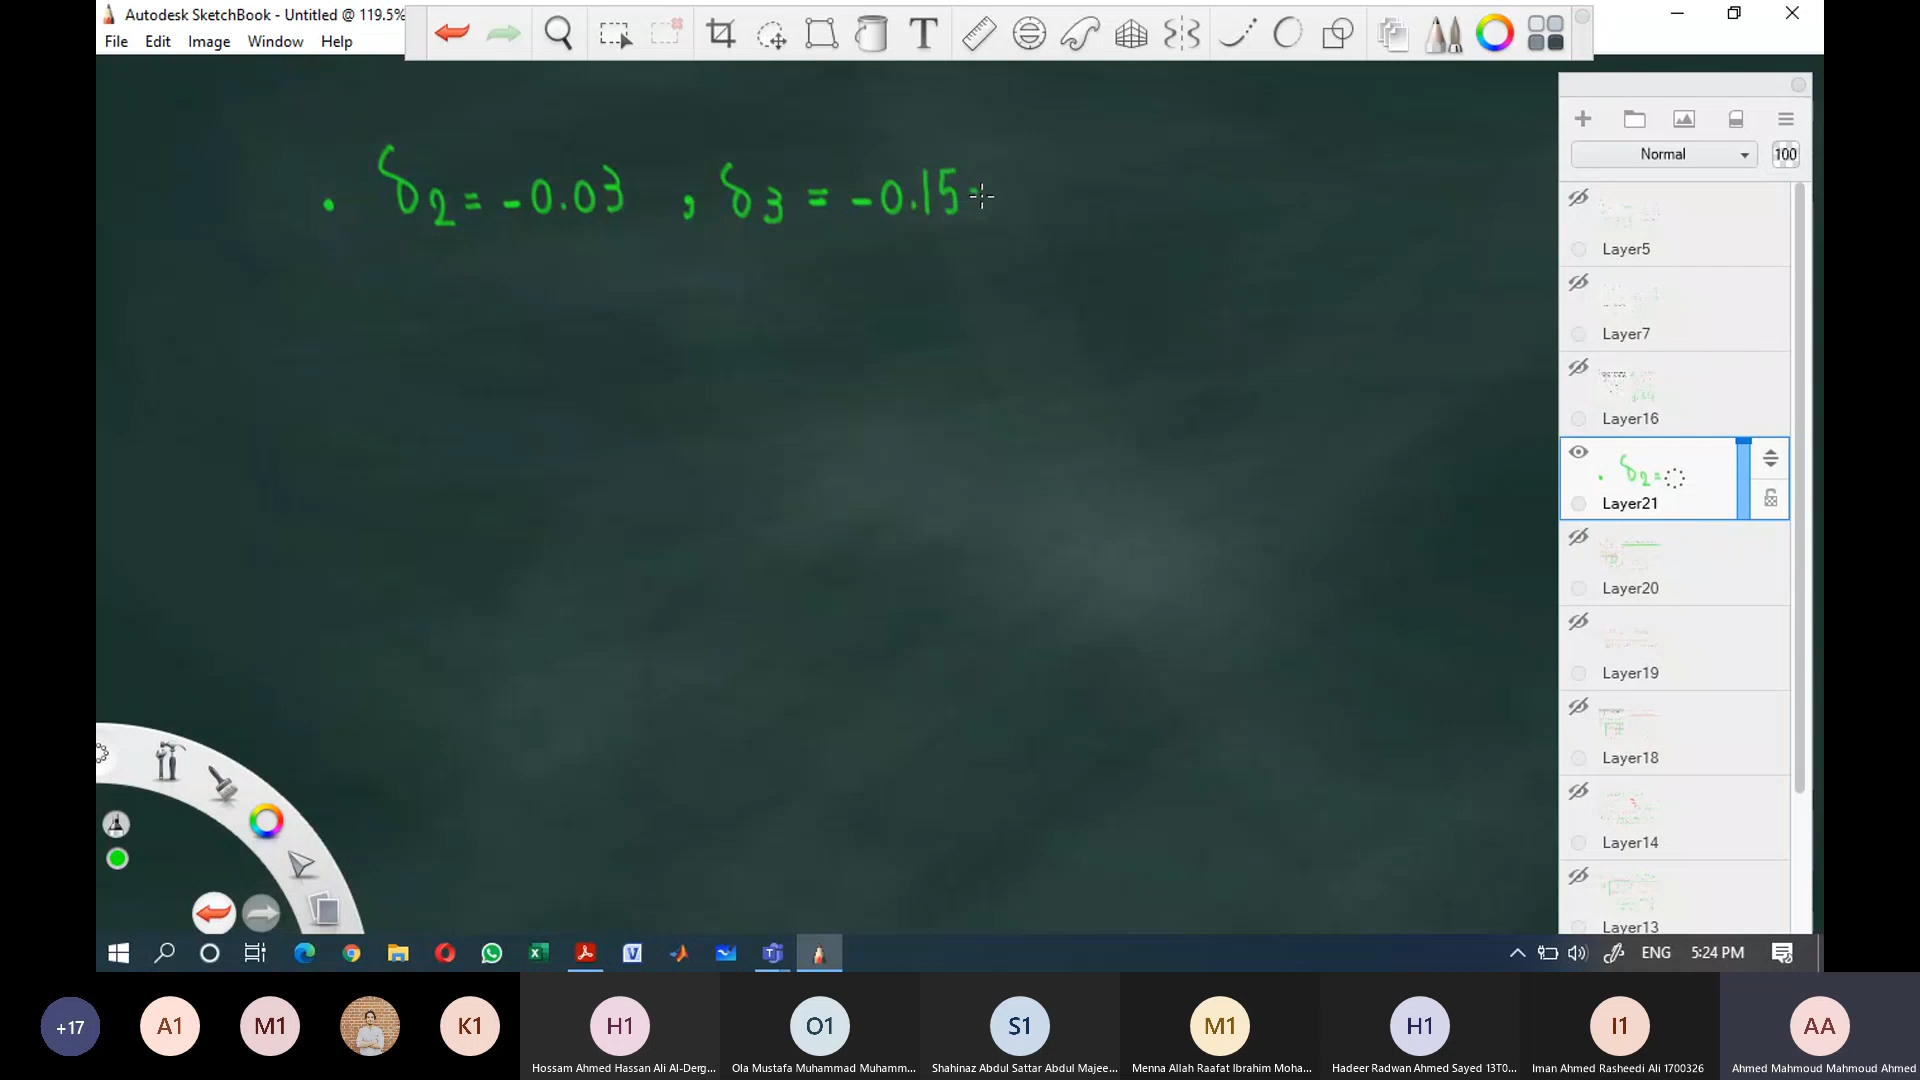 Autodesk SketchBook - Untitled @ 119.5%
File Edit Image Window Help
T
Normal 100
. δ2 = -0.03 , δ3 = -0.15
Layer5
Layer7
Layer16
δ2=
Layer21
Layer20
Layer19
Layer18
Layer14
Layer13
ENG 5:24 PM
+17 A1 M1 K1 H1 O1 S1 M1 H1 I1 AA
Hossam Ahmed Hassan Ali Al-Derg... Ola Mustafa Muhammad Muhamm... Shahinaz Abdul Sattar Abdul Majee... Menna Allah Raafat Ibrahim Moha... Hadeer Radwan Ahmed Sayed 13T0... Iman Ahmed Rasheedi Ali 1700326 Ahmed Mahmoud Mahmoud Ahmed